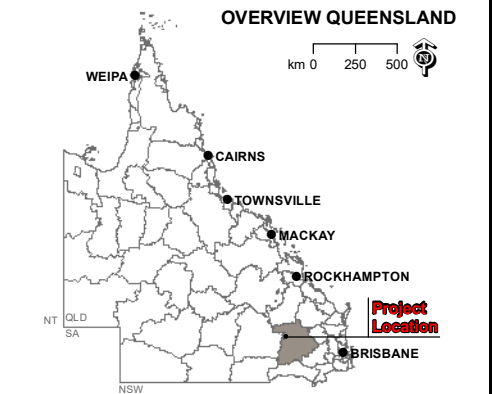 OVERVIEW QUEENSLAND
km 0 250 500
N
WEIPA
CAIRNS
TOWNSVILLE
MACKAY
ROCKHAMPTON
Project
Location
NT QLD
SA
BRISBANE
NSW